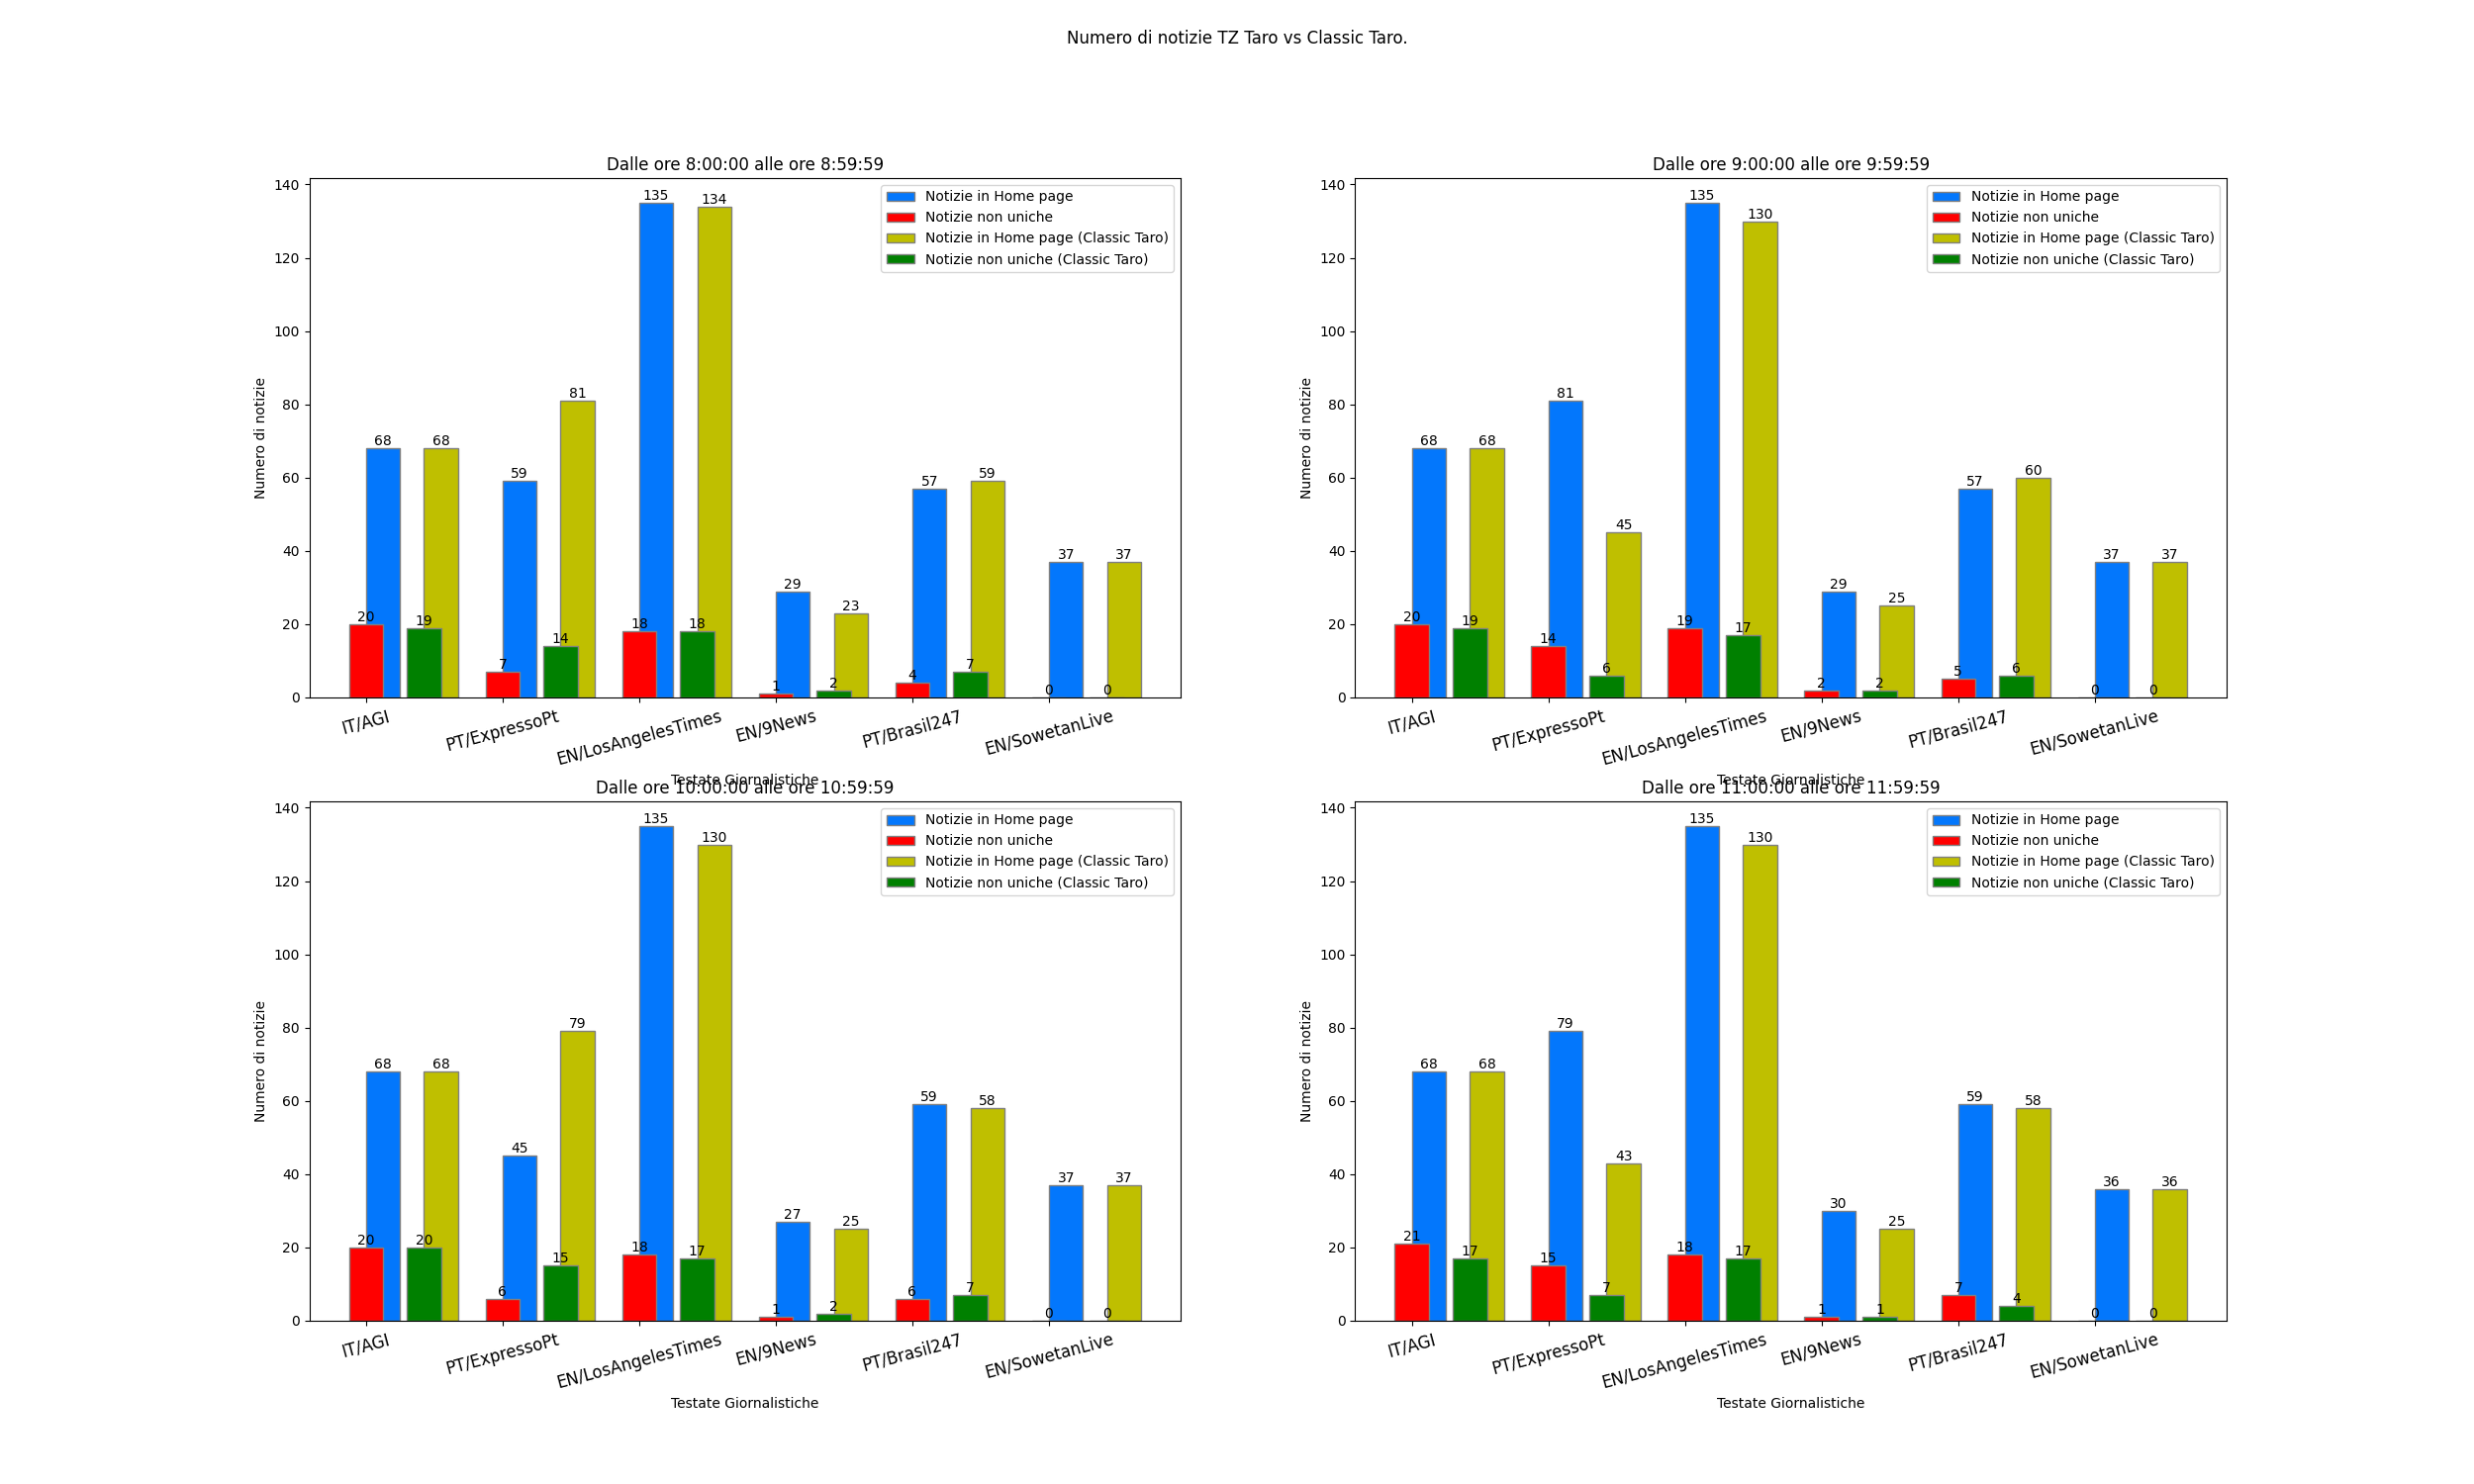 Numero di notizie TZ Taro vs Classic Taro.
Dalle ore 8:00:00 alle ore 8:59:59
Numero di notizie
140
120
100
80
60
40
20
0
Notizie in Home page
Notizie non uniche
Notizie in Home page (Classic Taro)
Notizie non uniche (Classic Taro)
68 68 59 81 135 134 29 23 57 59 37 37
20 19 7 14 18 18 1 2 4 7 0 0
IT/AGI PT/ExpressoPt EN/LosAngelesTimes EN/9News PT/Brasil247 EN/SowetanLive
Testate Giornalistiche
Dalle ore 9:00:00 alle ore 9:59:59
Numero di notizie
140
120
100
80
60
40
20
0
Notizie in Home page
Notizie non uniche
Notizie in Home page (Classic Taro)
Notizie non uniche (Classic Taro)
68 68 81 45 135 130 29 25 57 60 37 37
20 19 14 6 19 17 2 2 5 6 0 0
IT/AGI PT/ExpressoPt EN/LosAngelesTimes EN/9News PT/Brasil247 EN/SowetanLive
Testate Giornalistiche
Dalle ore 10:00:00 alle ore 10:59:59
Numero di notizie
140
120
100
80
60
40
20
0
Notizie in Home page
Notizie non uniche
Notizie in Home page (Classic Taro)
Notizie non uniche (Classic Taro)
68 68 45 79 135 130 27 25 59 58 37 37
20 20 6 15 18 17 1 2 6 7 0 0
IT/AGI PT/ExpressoPt EN/LosAngelesTimes EN/9News PT/Brasil247 EN/SowetanLive
Testate Giornalistiche
Dalle ore 11:00:00 alle ore 11:59:59
Numero di notizie
140
120
100
80
60
40
20
0
Notizie in Home page
Notizie non uniche
Notizie in Home page (Classic Taro)
Notizie non uniche (Classic Taro)
68 68 79 43 135 130 30 25 59 58 36 36
21 17 15 7 18 17 1 1 7 4 0 0
IT/AGI PT/ExpressoPt EN/LosAngelesTimes EN/9News PT/Brasil247 EN/SowetanLive
Testate Giornalistiche